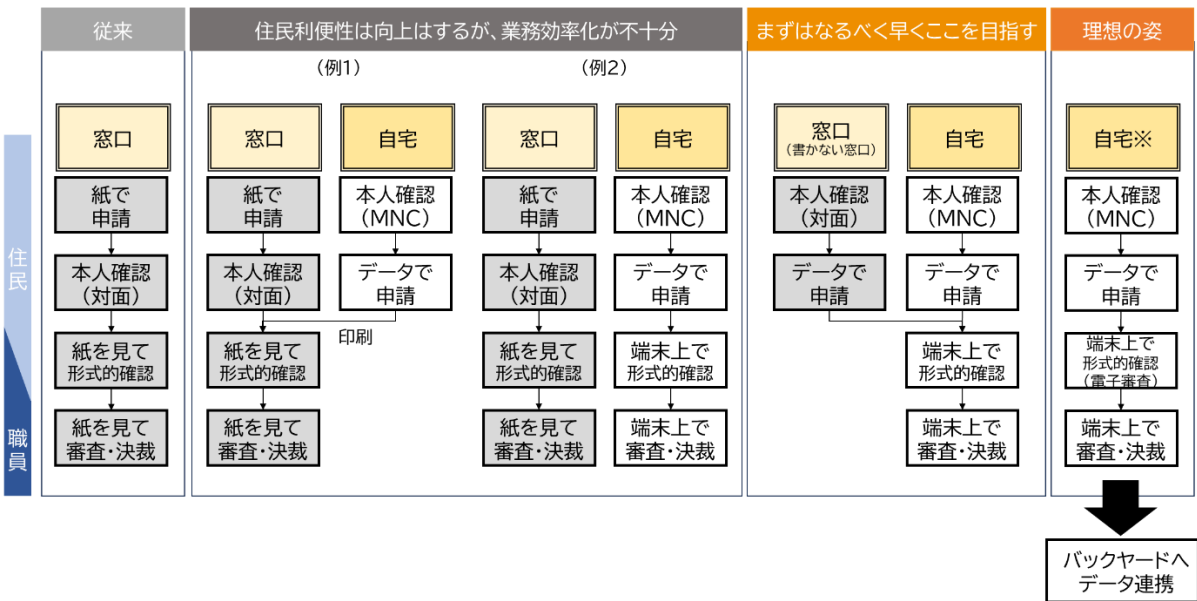 従来
住民利便性は向上はするが、業務効率化が不十分
まずはなるべく早くここを目指す
理想の姿
（例1）
（例2）
窓口
窓口
自宅
窓口
自宅
窓口
（書かない窓口）
自宅
自宅※
紙で
申請
紙で
申請
本人確認
（MNC）
紙で
申請
本人確認
（MNC）
本人確認
（対面）
本人確認
（MNC）
本人確認
（MNC）
住民
本人確認
（対面）
本人確認
（対面）
データで
申請
本人確認
（対面）
データで
申請
データで
申請
データで
申請
データで
申請
印刷
紙を見て
形式的確認
紙を見て
形式的確認
紙を見て
形式的確認
端末上で
形式的確認
端末上で
形式的確認
端末上で
形式的確認
（電子審査）
職員
紙を見て
審査・決裁
紙を見て
審査・決裁
紙を見て
審査・決裁
端末上で
審査・決裁
端末上で
審査・決裁
端末上で
審査・決裁
バックヤードへ
データ連携